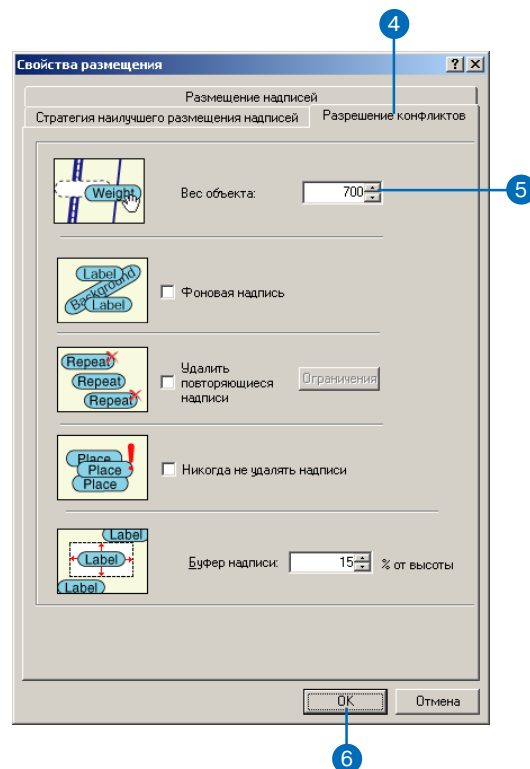 4
Свойства размещения
Размещение надписей
Стратегия наилучшего размещения надписей
Разрешение конфликтов
Weight
Вес объекта:
700
5
Label
Background
Label
Фоновая надпись
Repeat
Repeat
Repeat
Удалить
повторяющиеся
надписи
Ограничения
Place
Place
Place
Никогда не удалять надписи
Label
Label
Label
Буфер надписи:
15
% от высоты
OK
Отмена
6